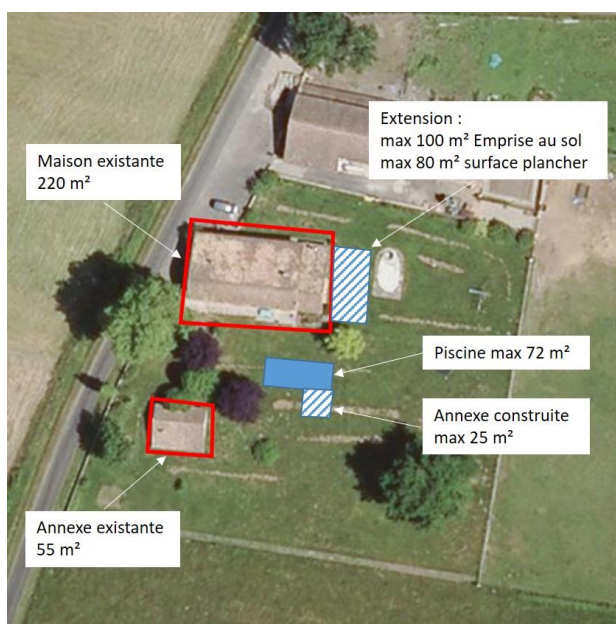 Extension :
max 100 m² Emprise au sol
max 80 m² surface plancher
Maison existante
220 m²
Piscine max 72 m²
Annexe construite
max 25 m²
Annexe existante
55 m²